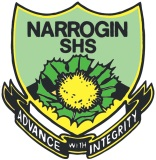 NARROGIN
SHS
ADVANCE WITH INTEGRITY